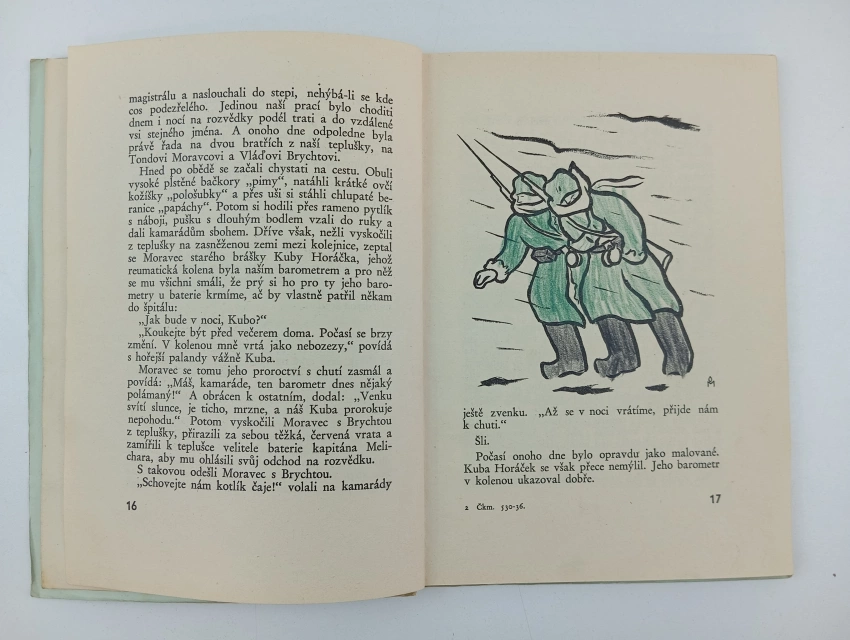 magistrálu a naslouchali do stepi, nehýbá-li se kde
cos podezřelého. Jedinou naší prací bylo choditi
dnem i nocí na rozvědky podél trati a do vzdálené
vsi stejného jména. A onoho dne odpoledne byla
právě řada na dvou bratřích z naší teplušky, na
Tondovi Moravcovi a Vláďovi Brychtovi.
Hned po obědě se začali chystati na cestu. Obuli
vysoké plstěné bačkory „pimy“, natáhli krátké ovčí
kožíšky „pološubky“ a přes uši si stáhli chlupaté be-
ranice „papáchy“. Potom si hodili přes rameno pytlík
s náboji, pušku s dlouhým bodlem vzali do ruky a
dali kamarádům sbohem. Dříve však, nežli vyskočili
z teplušky na zasněženou zemi mezi kolejnice, zeptal
se Moravec starého brášky Kuby Horáčka, jehož
reumatická kolena byla naším barometrem a pro něž
se mu všichni smáli, že prý si ho pro ty jeho baro-
metry u baterie krmíme, ač by vlastně patřil někam
do špitálu:
„Jak bude v noci, Kubo?“
„Koukejte být před večerem doma. Počasí se brzy
změní. V kolenou mně vrtá jako nebozezy,“ povídá
s hořejší palandy vážně Kuba.
Moravec se tomu jeho proroctví s chutí zasmál a
povídá: „Máš, kamaráde, ten barometr dnes nějaký
polámaný!“ A obrácen k ostatním, dodal: „Venku
svítí slunce, je ticho, mrzne, a náš Kuba prorokuje
nepohodu.“ Potom vyskočili Moravec s Brychtou
z teplušky, přirazili za sebou těžká, červená vrata a
zamířili k teplušce velitele baterie kapitána Meli-
chara, aby mu ohlásili svůj odchod na rozvědku.
S takovou odešli Moravec s Brychtou.
„Schovejte nám kotlík čaje!“ volali na kamarády
16
ještě zvenku. „Až se v noci vrátíme, přijde nám
k chuti.“
Šli.
Počasí onoho dne bylo opravdu jako malované.
Kuba Horáček se však přece nemýlil. Jeho barometr
v kolenou ukazoval dobře.
2 Čkm. 530-36.
17